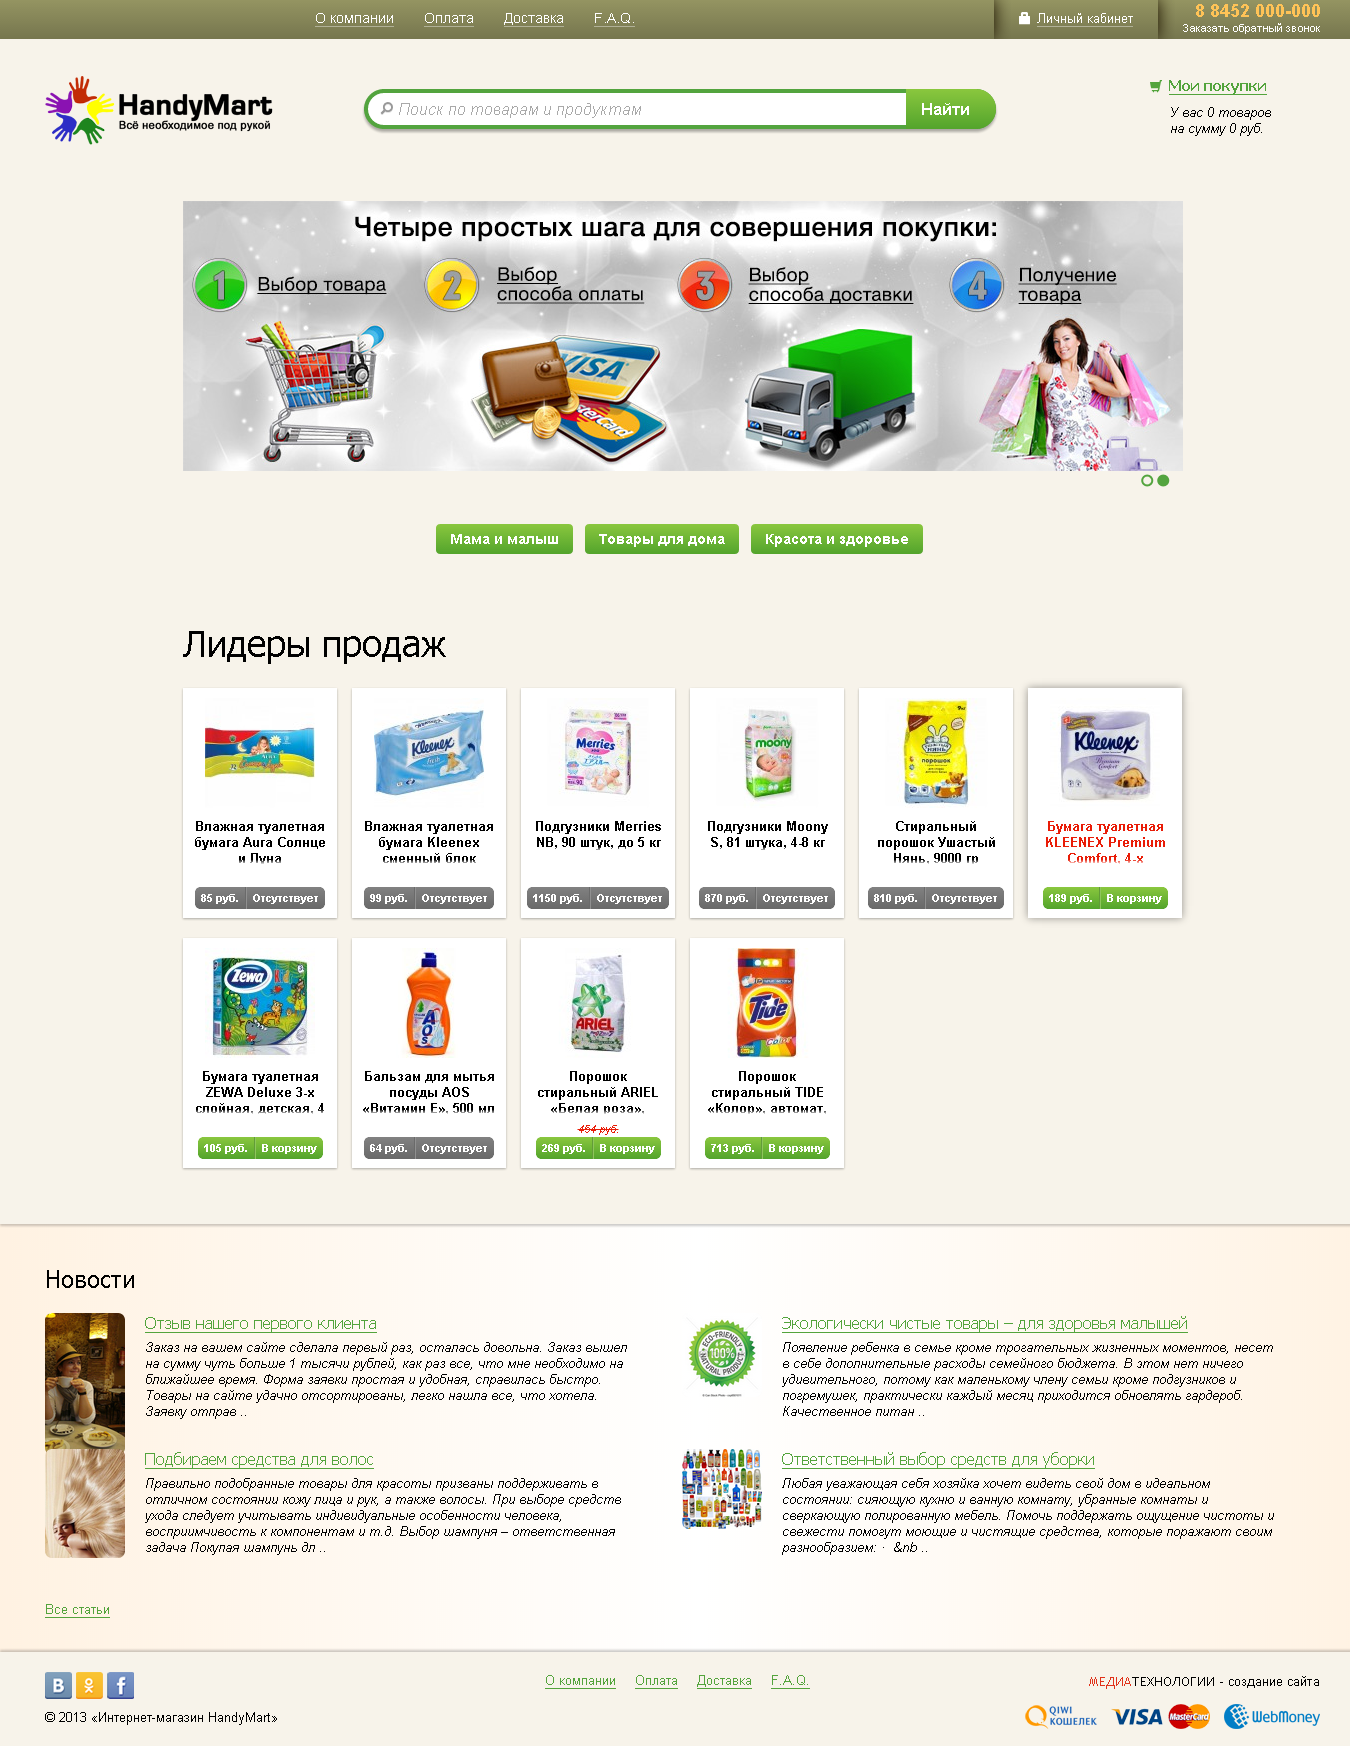 О компании Оплата Доставка F.A.Q. Личный кабинет
8 8452 000-000
Заказать обратный звонок
HandyMart
Всё необходимое под рукой
Поиск по товарам и продуктам Найти
Мои покупки
У вас 0 товаров
на сумму 0 руб.
Четыре простых шага для совершения покупки:
1 Выбор товара
2 Выбор
способа оплаты
3 Выбор
способа доставки
4 Получение
товара
VISA
MasterCard
Мама и малыш Товары для дома Красота и здоровье
Лидеры продаж
Kleenex
Merries
moony
Kleenex
Влажная туалетная
бумага Aura Солнце
и Луна
85 руб. Отсутствует
Влажная туалетная
бумага Kleenex
сменный блок
99 руб. Отсутствует
Подгузники Merries
NB, 90 штук, до 5 кг
1150 руб. Отсутствует
Подгузники Moony
S, 81 штука, 4-8 кг
870 руб. Отсутствует
Стиральный
порошок Ушастый
Нянь, 9000 гр
810 руб. Отсутствует
Бумага туалетная
KLEENEX Premium
Comfort, 4-х
189 руб. В корзину
Zewa
AOS
ARIEL
Tide
Color
Бумага туалетная
ZEWA Deluxe 3-х
слойная, детская, 4
105 руб. В корзину
Бальзам для мытья
посуды AOS
«Витамин Е», 500 мл
64 руб. Отсутствует
Порошок
стиральный ARIEL
«Белая роза»,
454 руб.
269 руб. В корзину
Порошок
стиральный TIDE
«Колор», автомат,
713 руб. В корзину
Новости
Отзыв нашего первого клиента
Заказ на вашем сайте сделала первый раз, осталась довольна. Заказ вышел
на сумму чуть больше 1 тысячи рублей, как раз все, что мне необходимо на
ближайшее время. Форма заявки простая и удобная, справилась быстро.
Товары на сайте удачно отсортированы, легко нашла все, что хотела.
Заявку отправ ..
ECO-FRIENDLY
100%
NATURAL PRODUCT
Экологически чистые товары – для здоровья малышей
Появление ребенка в семье кроме трогательных жизненных моментов, несет
в себе дополнительные расходы семейного бюджета. В этом нет ничего
удивительного, потому как маленькому члену семьи кроме подгузников и
погремушек, практически каждый месяц приходится обновлять гардероб.
Качественное питан ..
Подбираем средства для волос
Правильно подобранные товары для красоты призваны поддерживать в
отличном состоянии кожу лица и рук, а также волосы. При выборе средств
ухода следует учитывать индивидуальные особенности человека,
восприимчивость к компонентам и т.д. Выбор шампуня – ответственная
задача Покупая шампунь дл ..
Ответственный выбор средств для уборки
Любая уважающая себя хозяйка хочет видеть свой дом в идеальном
состоянии: сияющую кухню и ванную комнату, убранные комнаты и
сверкающую полированную мебель. Помочь поддержать ощущение чистоты и
свежести помогут моющие и чистящие средства, которые поражают своим
разнообразием: · &nb ..
Все статьи
В f
О компании Оплата Доставка F.A.Q.
МЕДИАТЕХНОЛОГИИ - создание сайта
© 2013 «Интернет-магазин HandyMart»
QIWI
КОШЕЛЕК
VISA MasterCard WebMoney